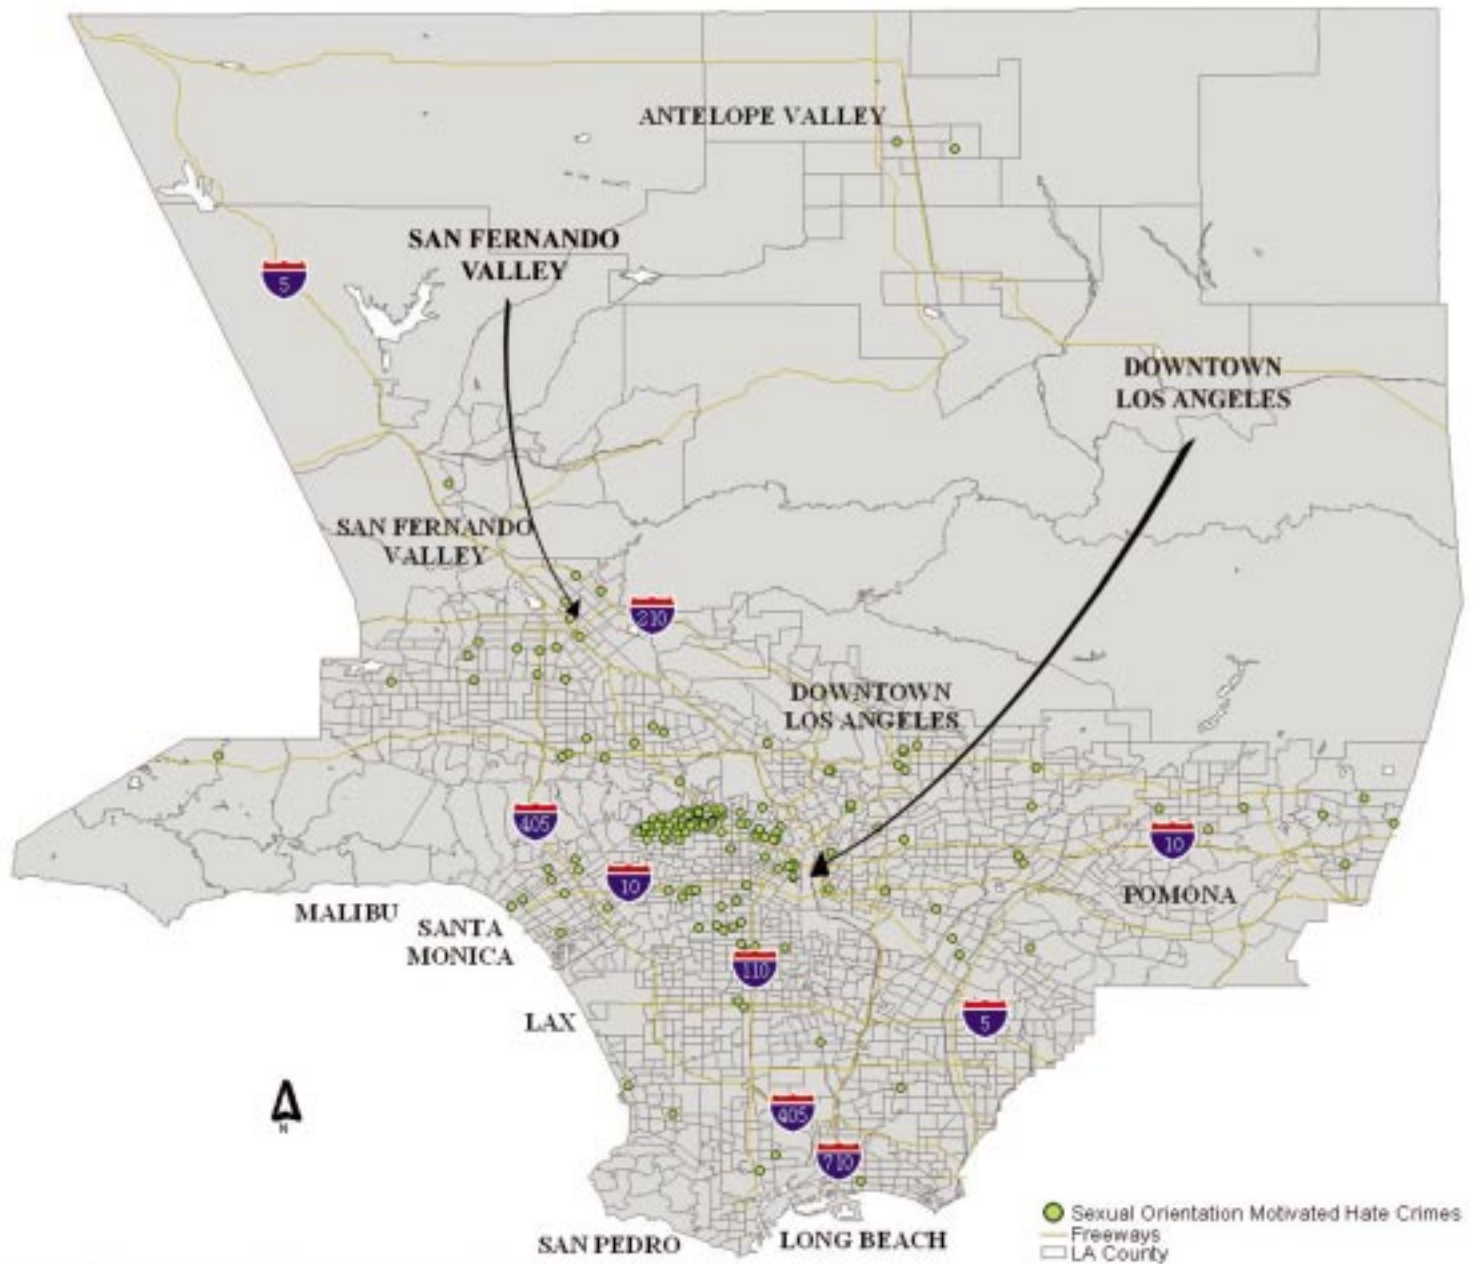 ANTELOPE VALLEY
SAN FERNANDO
VALLEY
5
DOWNTOWN
LOS ANGELES
SAN FERNANDO
VALLEY
210
DOWNTOWN
LOS ANGELES
405
10
10
POMONA
MALIBU
SANTA
MONICA
110
LAX
5
405
710
N
SAN PEDRO
LONG BEACH
Sexual Orientation Motivated Hate Crimes
Freeways
LA County